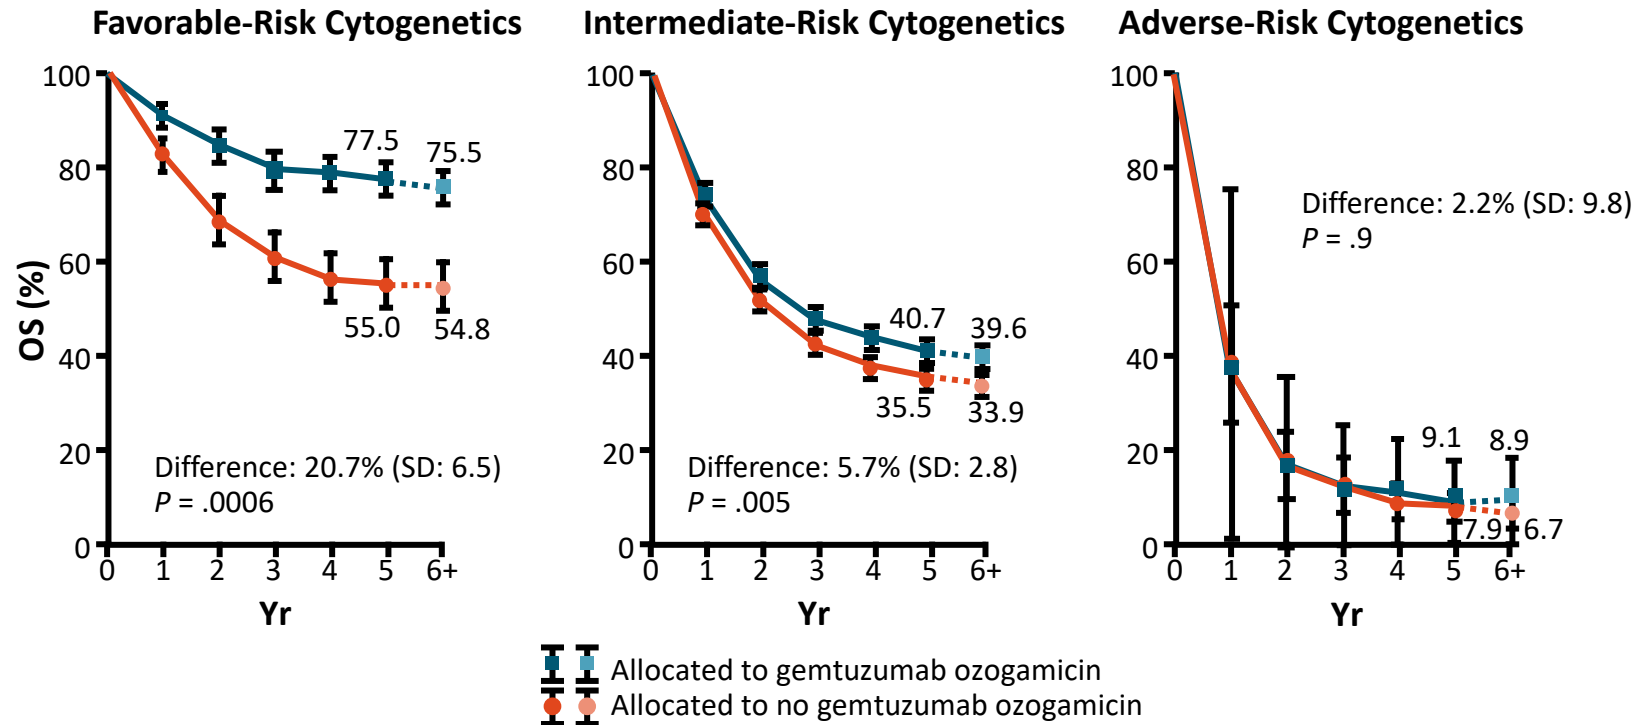 Favorable-Risk Cytogenetics
Intermediate-Risk Cytogenetics
Adverse-Risk Cytogenetics
OS (%)
100
80
60
40
20
0
0 1 2 3 4 5 6+
Yr
77.5
75.5
55.0
54.8
Difference: 20.7% (SD: 6.5)
P = .0006
100
80
60
40
20
0
0 1 2 3 4 5 6+
Yr
40.7
39.6
35.5
33.9
Difference: 5.7% (SD: 2.8)
P = .005
100
80
60
40
20
0
0 1 2 3 4 5 6+
Yr
Difference: 2.2% (SD: 9.8)
P = .9
9.1
8.9
7.9
6.7
Allocated to gemtuzumab ozogamicin
Allocated to no gemtuzumab ozogamicin